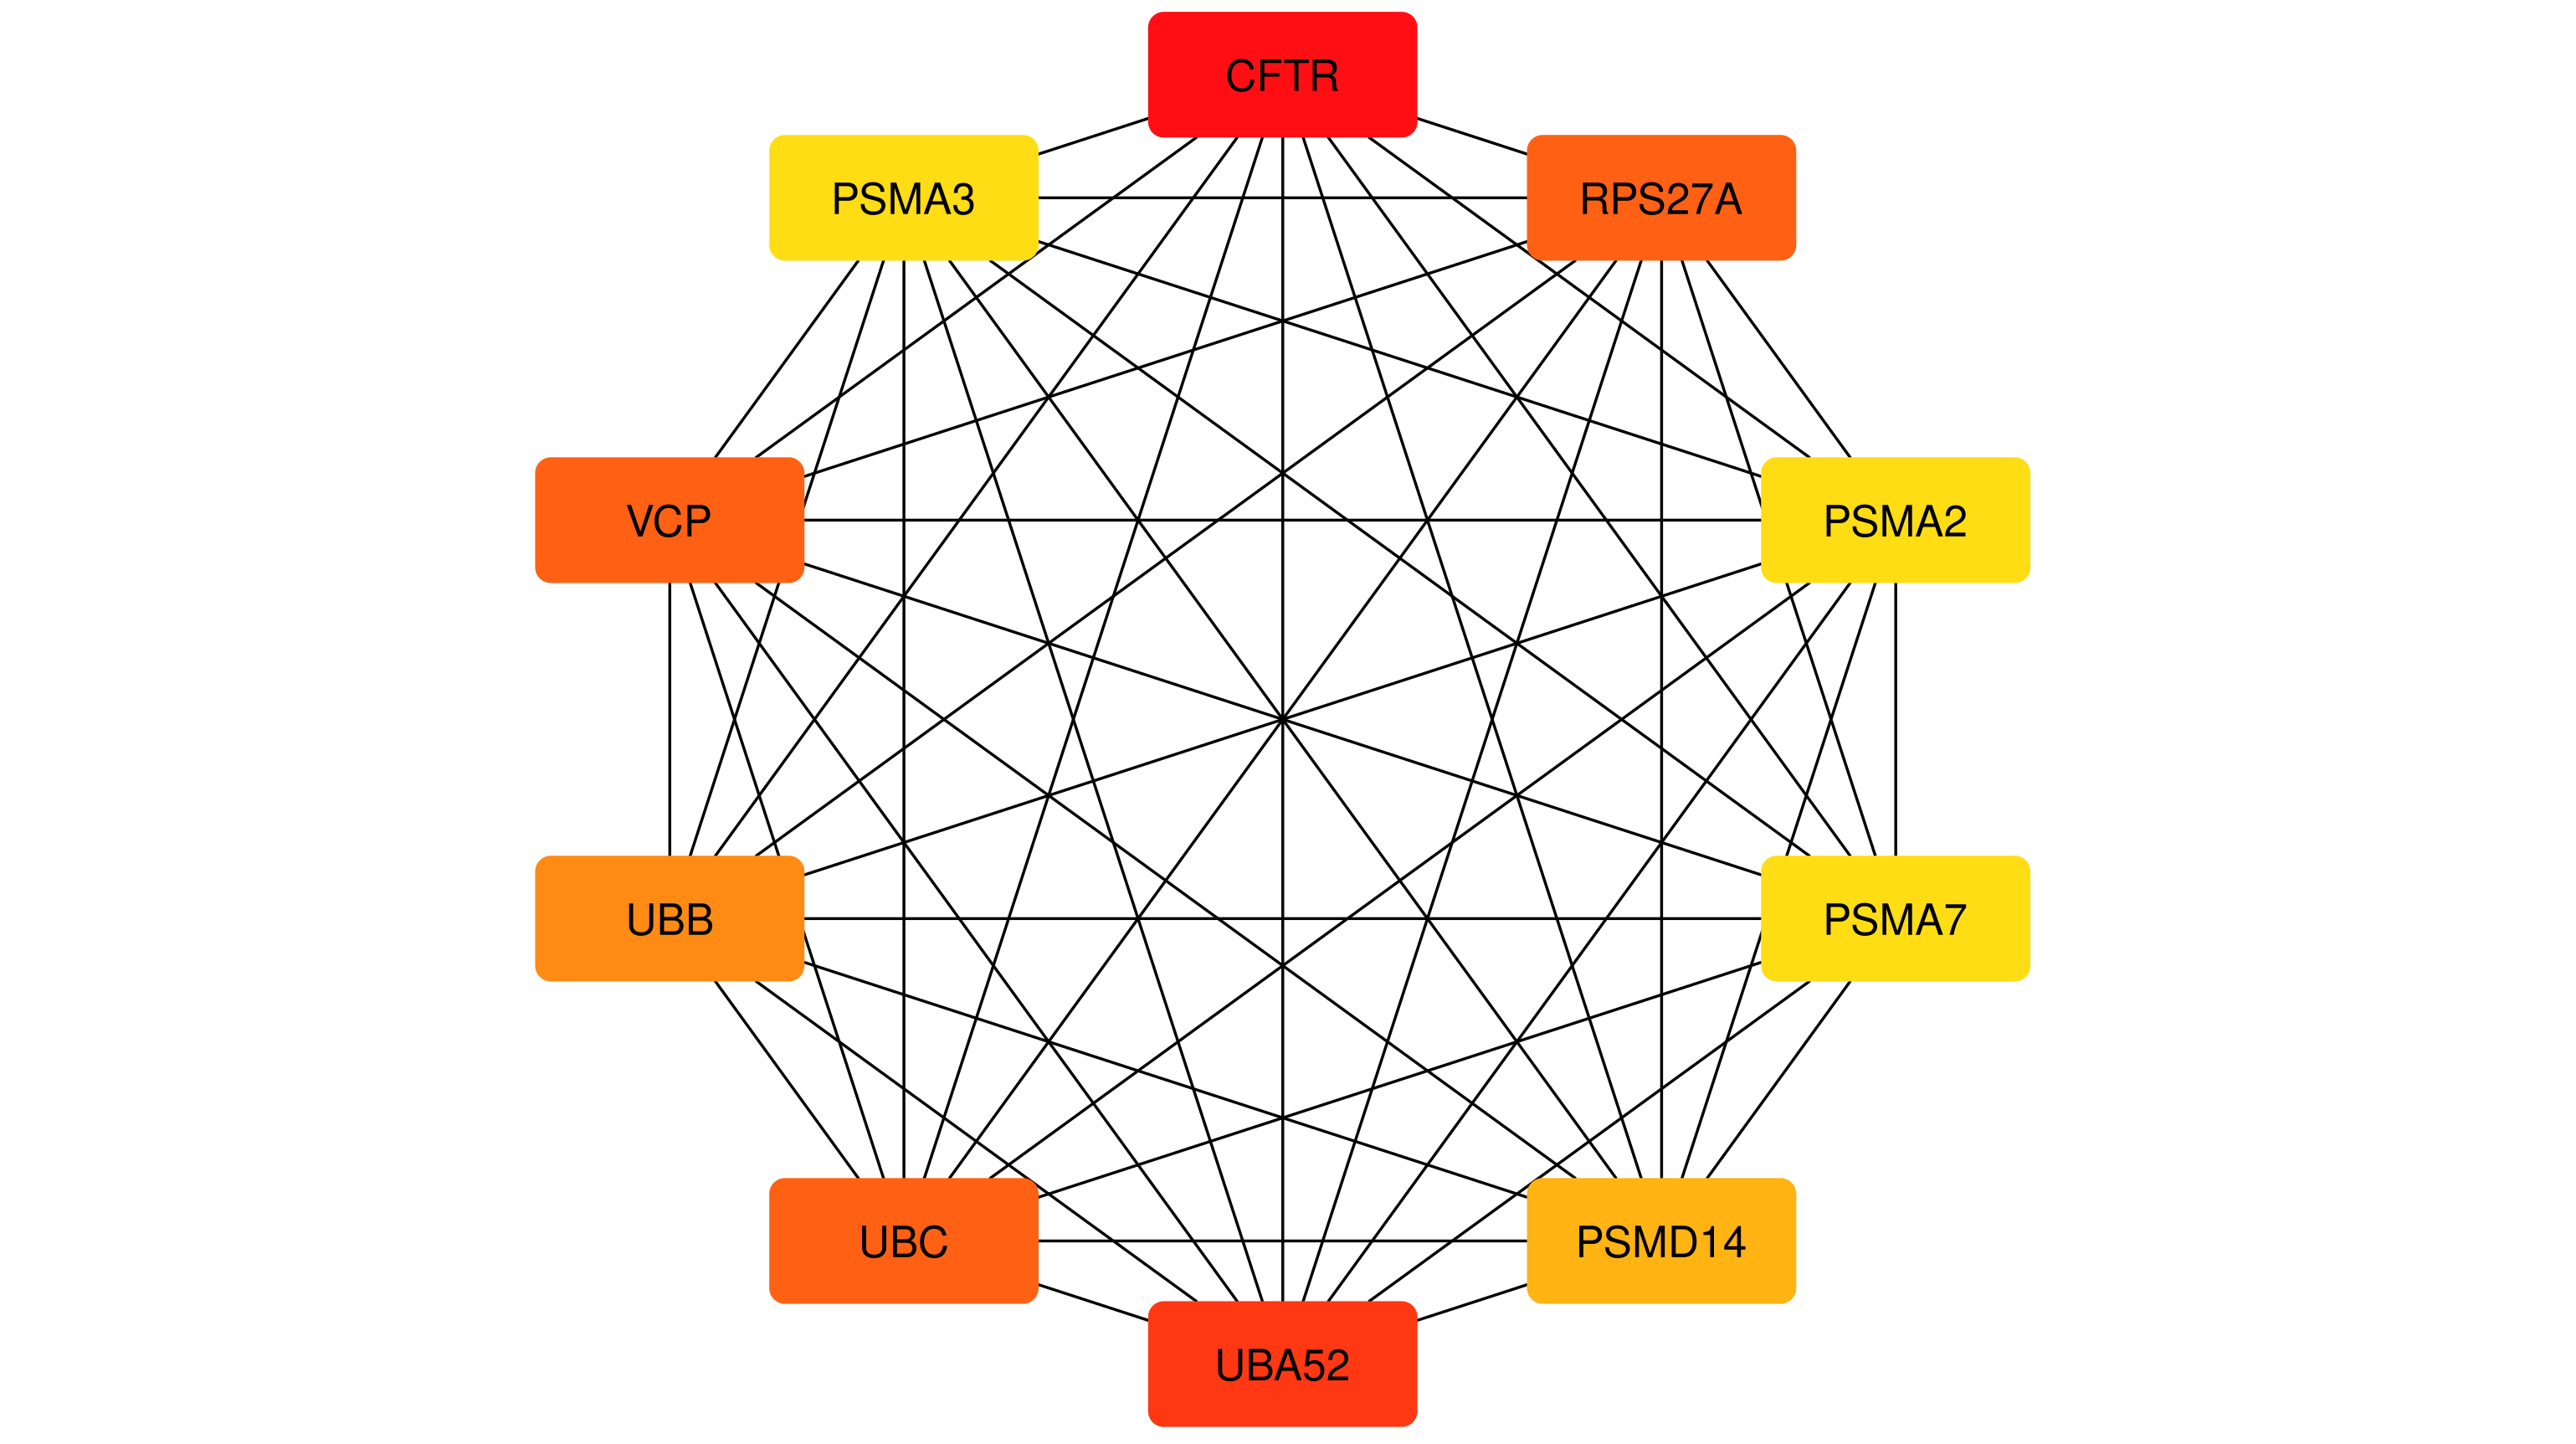 CFTR
PSMA3
RPS27A
VCP
PSMA2
UBB
PSMA7
UBC
PSMD14
UBA52